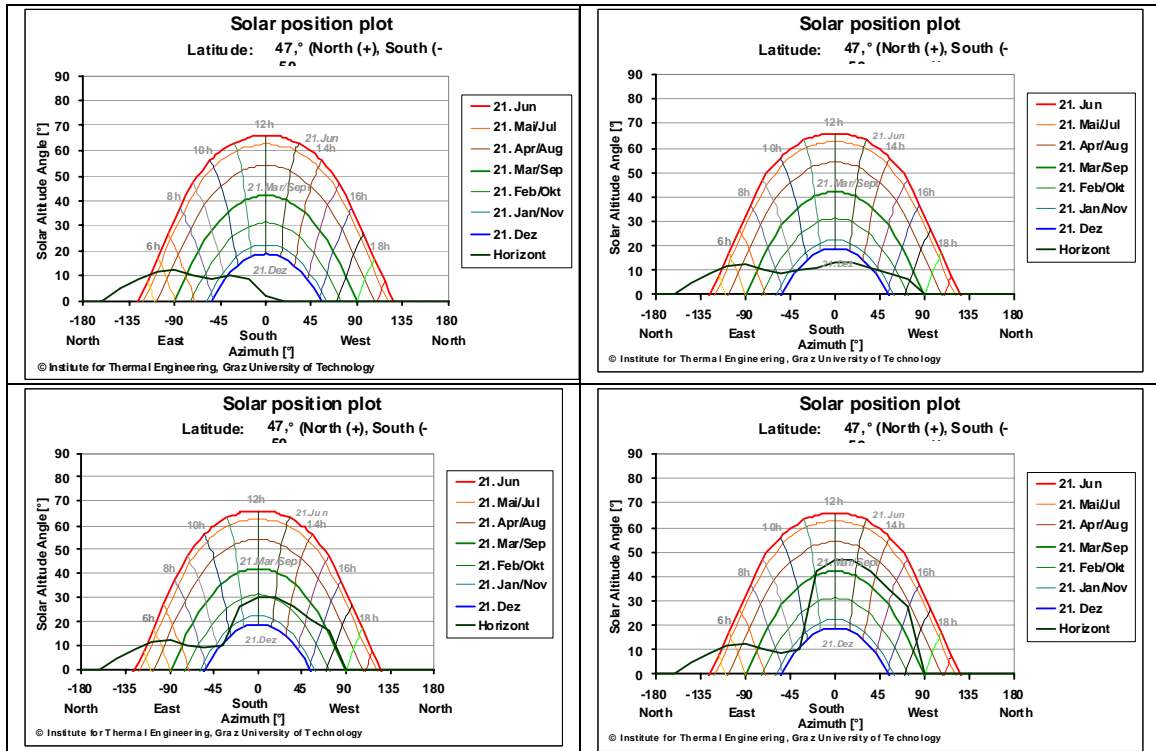 Solar position plot
Latitude: 47,° (North (+), South (-
90
80
70
60
50
40
30
20
10
0
Solar Altitude Angle [°]
12h
21.Jun
10h
14h
21.Mar/Sept
8h
16h
6h
18h
21.Dez
-180 -135 -90 -45 0 45 90 135 180
North East South West North
Azimuth [°]
21. Jun
21. Mai/Jul
21. Apr/Aug
21. Mar/Sep
21. Feb/Okt
21. Jan/Nov
21. Dez
Horizont
© Institute for Thermal Engineering, Graz University of Technology
Solar position plot
Latitude: 47,° (North (+), South (-
90
80
70
60
50
40
30
20
10
0
Solar Altitude Angle [°]
12h
21.Jun
10h
14h
21.Mar/Sept
8h
16h
6h
18h
21.Dez
-180 -135 -90 -45 0 45 90 135 180
North East South West North
Azimuth [°]
21. Jun
21. Mai/Jul
21. Apr/Aug
21. Mar/Sep
21. Feb/Okt
21. Jan/Nov
21. Dez
Horizont
© Institute for Thermal Engineering, Graz University of Technology
Solar position plot
Latitude: 47,° (North (+), South (-
90
80
70
60
50
40
30
20
10
0
Solar Altitude Angle [°]
12h
21.Jun
10h
14h
21.Mar/Sept
8h
16h
6h
18h
21.Dez
-180 -135 -90 -45 0 45 90 135 180
North East South West North
Azimuth [°]
21. Jun
21. Mai/Jul
21. Apr/Aug
21. Mar/Sep
21. Feb/Okt
21. Jan/Nov
21. Dez
Horizont
© Institute for Thermal Engineering, Graz University of Technology
Solar position plot
Latitude: 47,° (North (+), South (-
90
80
70
60
50
40
30
20
10
0
Solar Altitude Angle [°]
12h
21.Jun
10h
14h
21.Mar/Sept
8h
16h
6h
18h
21.Dez
-180 -135 -90 -45 0 45 90 135 180
North East South West North
Azimuth [°]
21. Jun
21. Mai/Jul
21. Apr/Aug
21. Mar/Sep
21. Feb/Okt
21. Jan/Nov
21. Dez
Horizont
© Institute for Thermal Engineering, Graz University of Technology